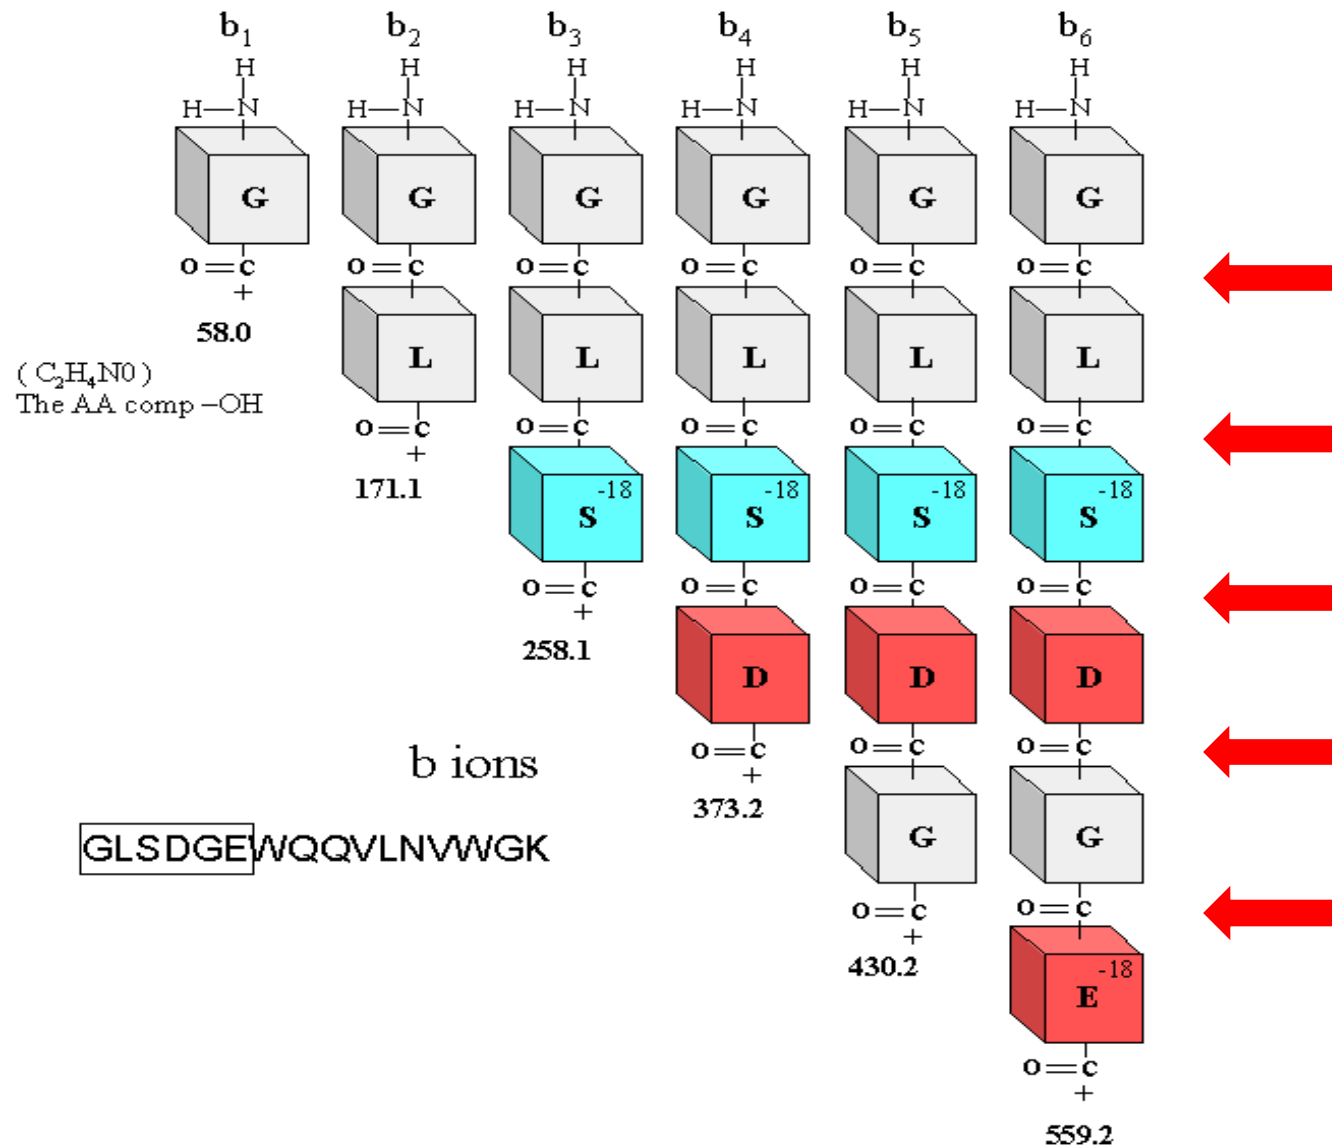 b₁ b₂ b₃ b₄ b₅ b₆
H H H H H H
H—N H—N H—N H—N H—N H—N
G G G G G G
O=C O=C O=C O=C O=C O=C
+
58.0
L L L L L
(C₂H₄N0)
The AA comp –OH
O=C O=C O=C O=C O=C
+
171.1
-18 -18 -18 -18
S S S S
O=C O=C O=C O=C
+
258.1
D D D
b ions
O=C O=C O=C
+
373.2
GLSDGEWQQVLNVWGK
G G
O=C O=C
+
430.2
-18
E
O=C
+
559.2